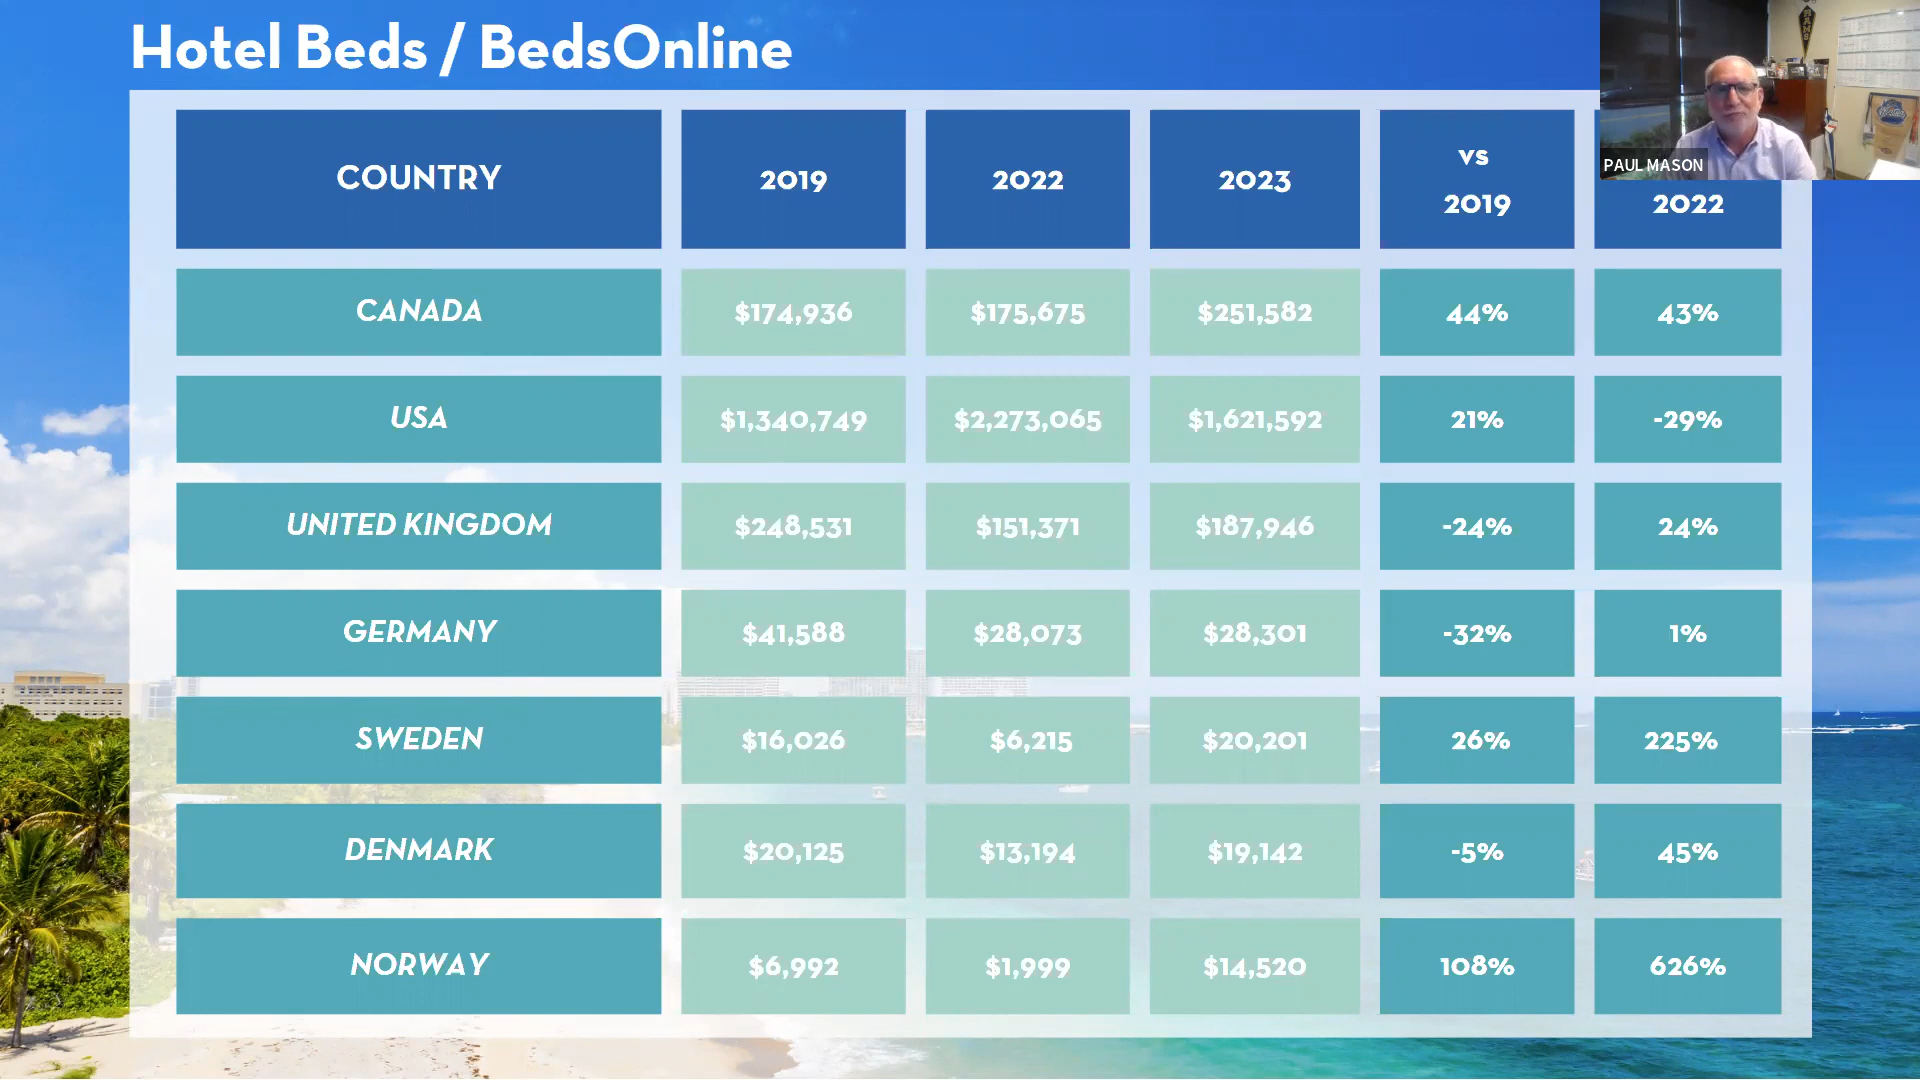 Hotel Beds / BedsOnline
PAUL MASON
COUNTRY 2019 2022 2023 vs 2019 2022
CANADA $174,936 $175,675 $251,582 44% 43%
USA $1,340,749 $2,273,065 $1,621,592 21% -29%
UNITED KINGDOM $248,531 $151,371 $187,946 -24% 24%
GERMANY $41,588 $28,073 $28,301 -32% 1%
SWEDEN $16,026 $6,215 $20,201 26% 225%
DENMARK $20,125 $13,194 $19,142 -5% 45%
NORWAY $6,992 $1,999 $14,520 108% 626%